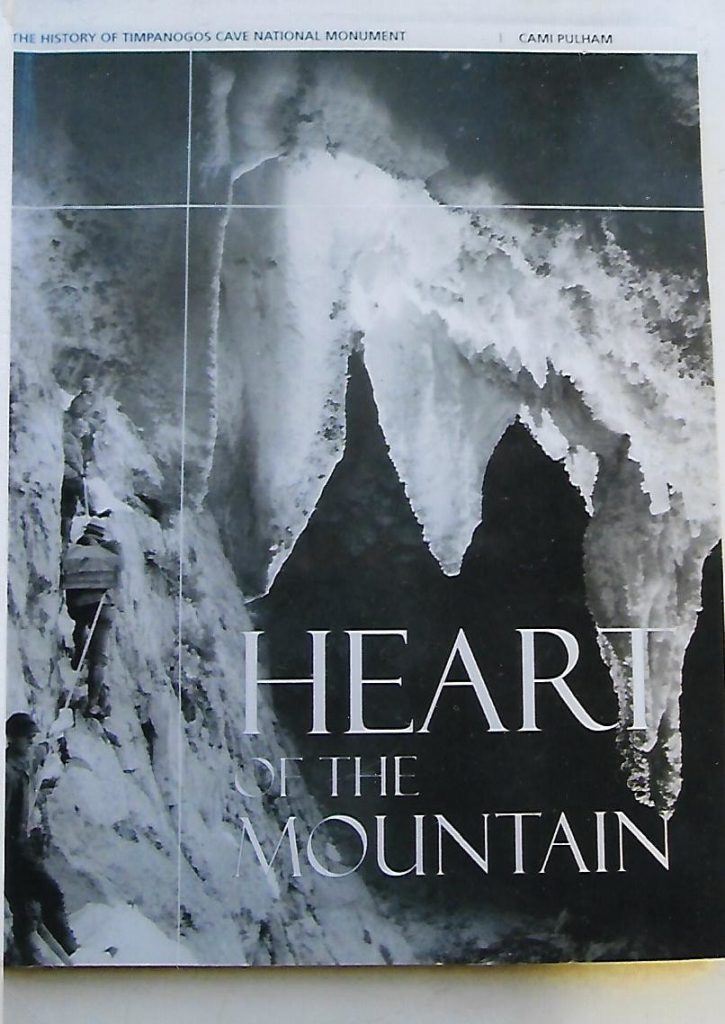 THE HISTORY OF TIMPANOGOS CAVE NATIONAL MONUMENT | CAMI PULHAM
HEART
OF THE
MOUNTAIN